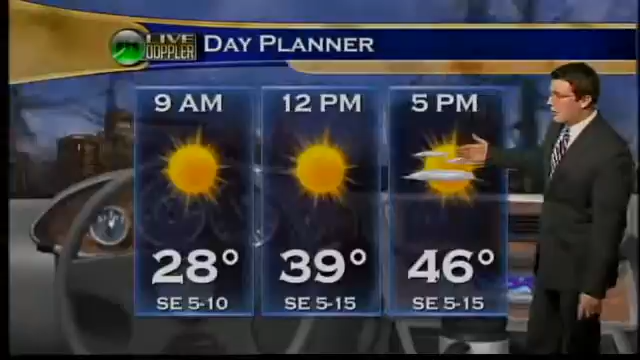 LIVE
DOPPLER
DAY PLANNER
9 AM
12 PM
5 PM
28°
39°
46°
SE 5-10
SE 5-15
SE 5-15